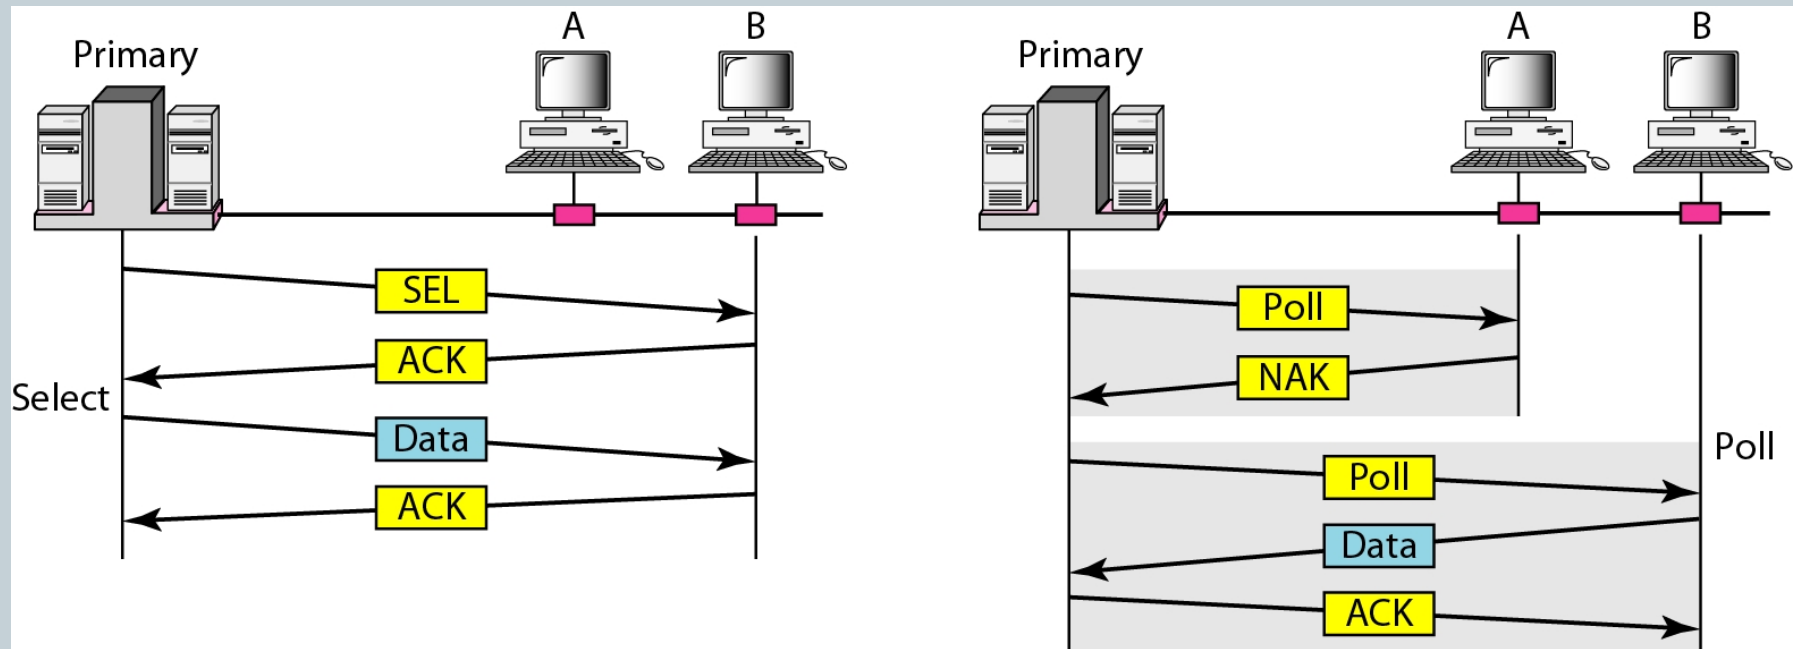 A
B
Primary
SEL
ACK
Select
Data
ACK
A
B
Primary
Poll
NAK
Poll
Poll
Data
ACK